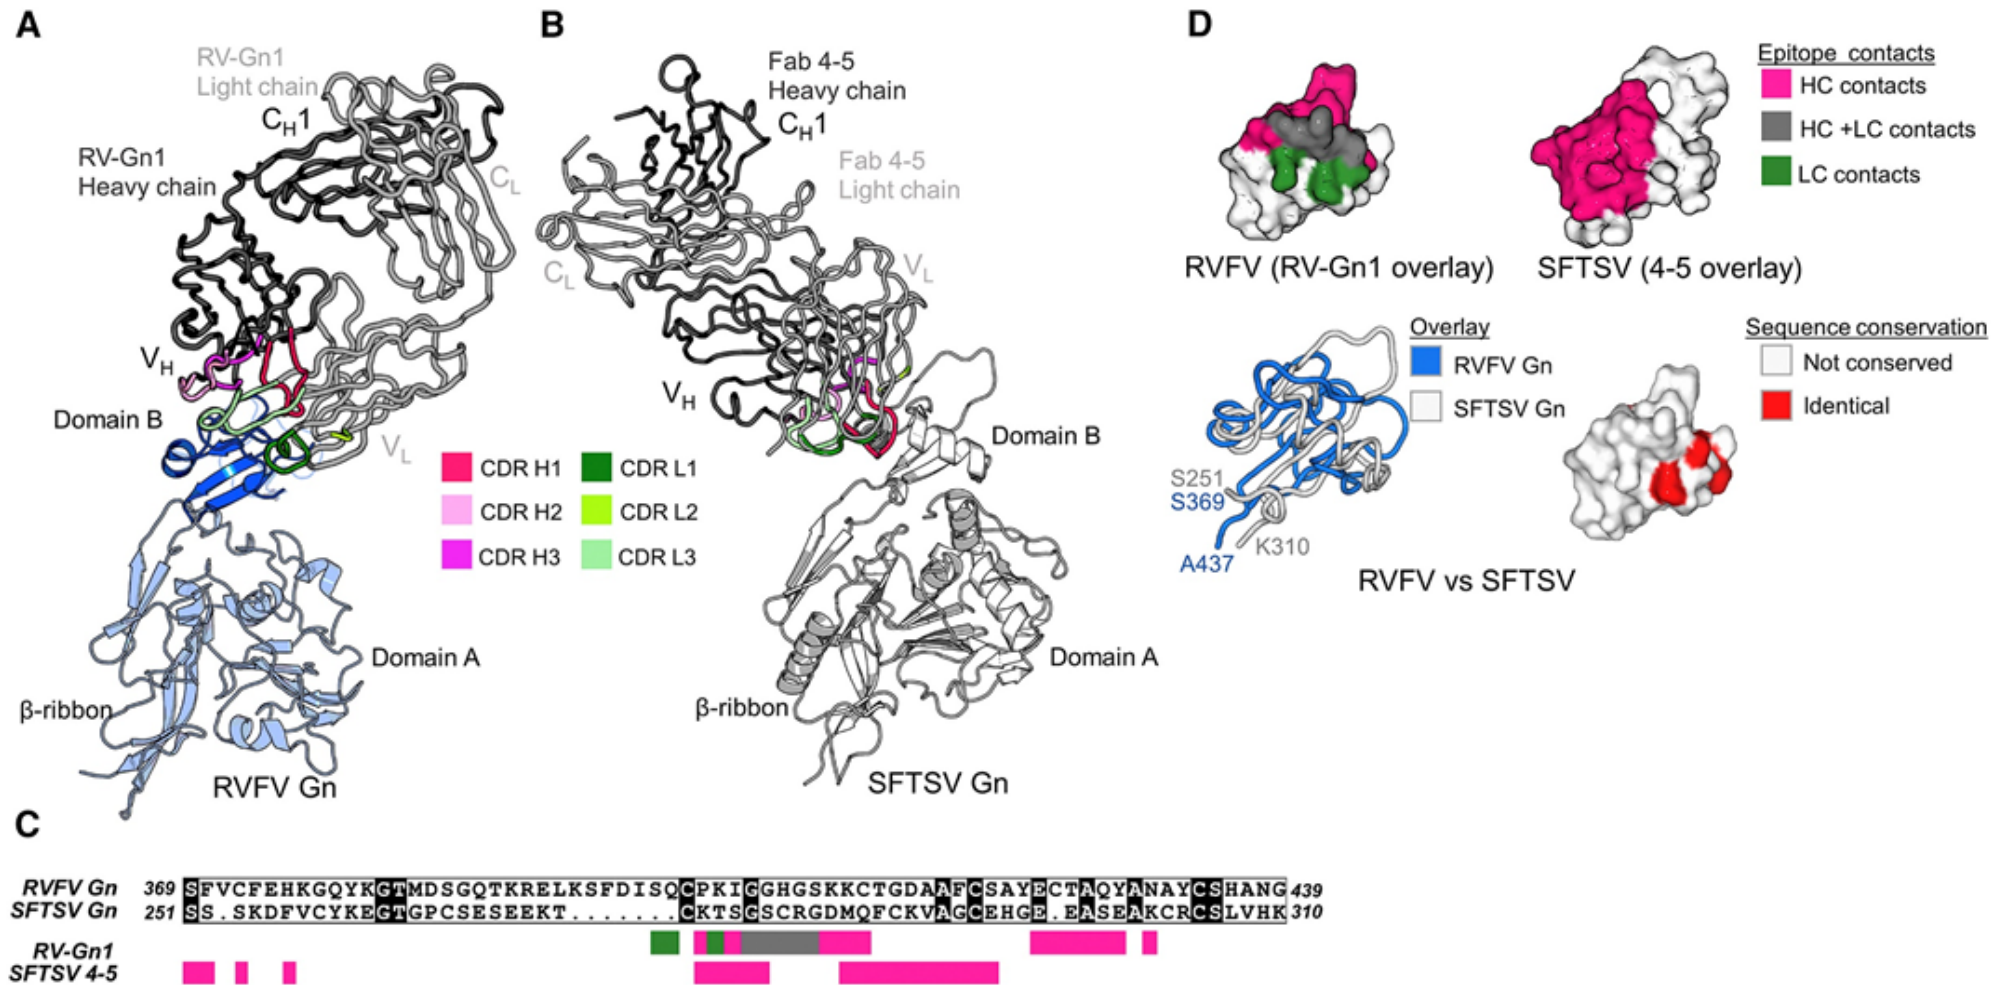 A
RV-Gn1
Light chain
CH1
RV-Gn1
Heavy chain
CL
VH
Domain B
VL
Domain A
β-ribbon
RVFV Gn
CDR H1
CDR L1
CDR H2
CDR L2
CDR H3
CDR L3
B
Fab 4-5
Heavy chain
CH1
Fab 4-5
Light chain
CL
VL
VH
Domain B
Domain A
β-ribbon
SFTSV Gn
D
Epitope contacts
HC contacts
HC +LC contacts
LC contacts
RVFV (RV-Gn1 overlay)
SFTSV (4-5 overlay)
Overlay
RVFV Gn
SFTSV Gn
Sequence conservation
Not conserved
Identical
S251
S369
K310
A437
RVFV vs SFTSV
C
RVFV Gn 369 SFVCFEHKGQYKGTMDSGQTKRELKSFDISQCPKIGGHGSKKCTGDAAFCSAYECTAQYANAYCSHANG 439
SFTSV Gn 251 SS.SKDFVCYKEGTGPCSESEEKT.......CKTSGSCRGDMQFCKVAGCEHGE.EASEAKCRCSLVHK 310
RV-Gn1
SFTSV 4-5